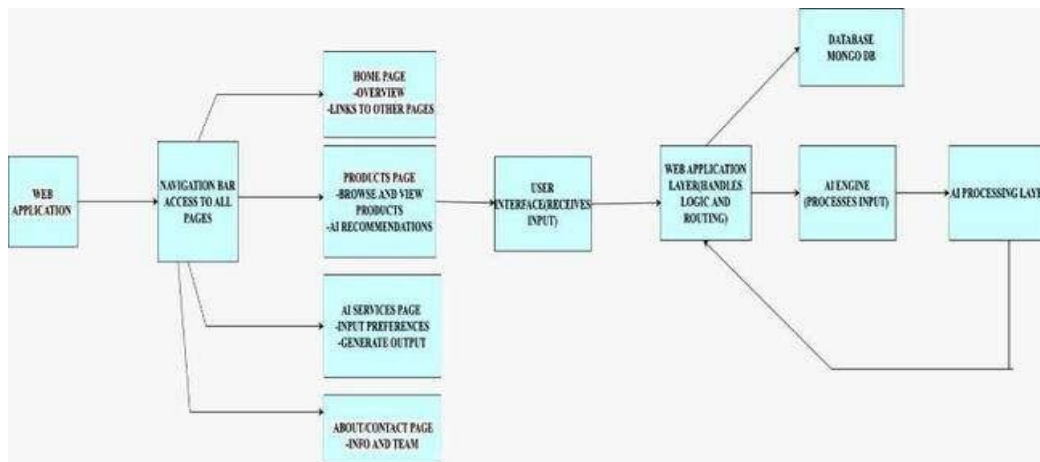 WEB
APPLICATION
NAVIGATION BAR
ACCESS TO ALL
PAGES
HOME PAGE
-OVERVIEW
-LINKS TO OTHER PAGES
PRODUCTS PAGE
-BROWSE AND VIEW
PRODUCTS
-AI RECOMMENDATIONS
AI SERVICES PAGE
-INPUT PREFERENCES
-GENERATE OUTPUT
ABOUT/CONTACT PAGE
-INFO AND TEAM
USER
INTERFACE(RECEIVES
INPUT)
WEB APPLICATION
LAYER(HANDLES
LOGIC AND
ROUTING)
DATABASE
MONGO DB
AI ENGINE
(PROCESSES INPUT)
AI PROCESSING LAYE